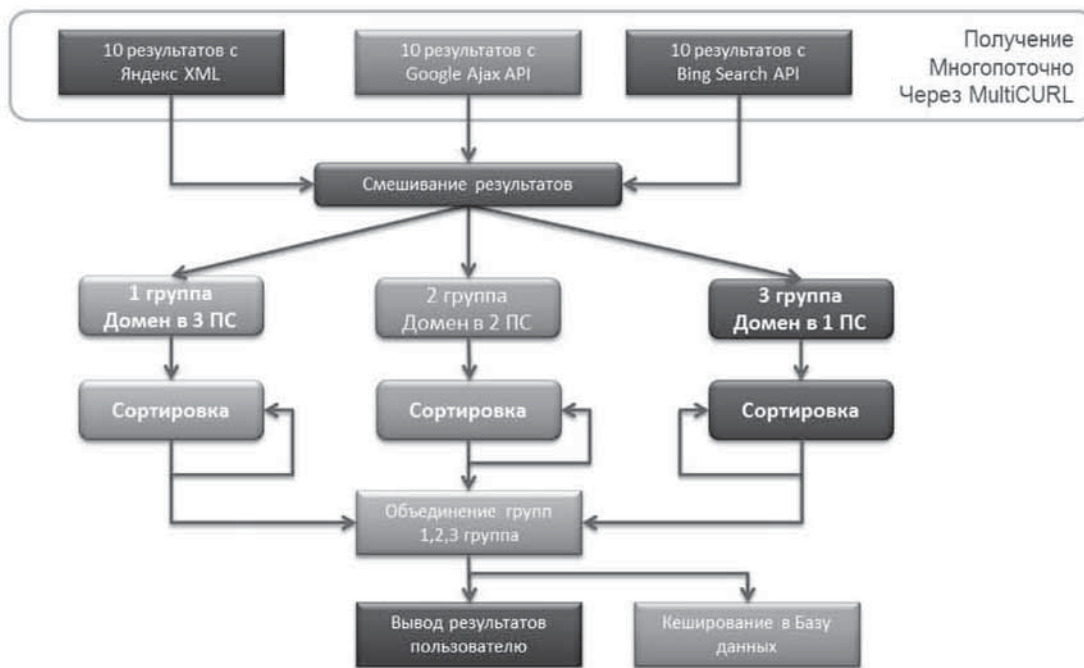 10 результатов с
Яндекс XML
10 результатов с
Google Ajax API
10 результатов с
Bing Search API
Получение
Многопоточно
Через MultiCURL
Смешивание результатов
1 группа
Домен в 3 ПС
2 группа
Домен в 2 ПС
3 группа
Домен в 1 ПС
Сортировка
Сортировка
Сортировка
Объединение групп
1,2,3 группа
Вывод результатов
пользователю
Кеширование в Базу
данных